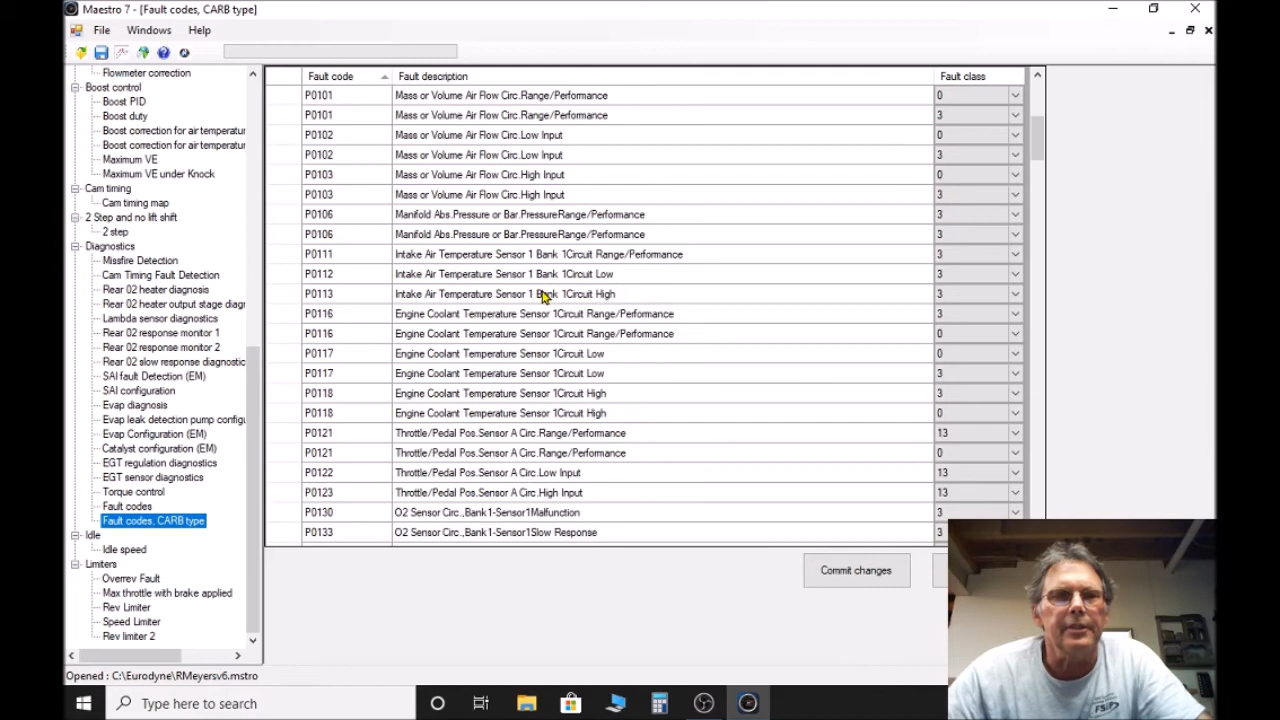 Maestro 7 - [Fault codes, CARB type]
File Windows Help
Flowmeter correction
Boost control
Boost PID
Boost duty
Boost correction for air temperatur
Boost correction for air temperatur
Maximum VE
Maximum VE under Knock
Cam timing
Cam timing map
2 Step and no lift shift
2 step
Diagnostics
Missfire Detection
Cam Timing Fault Detection
Rear 02 heater diagnosis
Rear 02 heater output stage diagr
Lambda sensor diagnostics
Rear 02 response monitor 1
Rear 02 response monitor 2
Rear 02 slow response diagnostic
SAI fault Detection (EM)
SAI configuration
Evap diagnosis
Evap leak detection pump configu
Evap Configuration (EM)
Catalyst configuration (EM)
EGT regulation diagnostics
EGT sensor diagnostics
Torque control
Fault codes
Fault codes, CARB type
Idle
Idle speed
Limiters
Overrev Fault
Max throttle with brake applied
Rev Limiter
Speed Limiter
Rev limiter 2
Fault code Fault description Fault class
P0101 Mass or Volume Air Flow Circ.Range/Performance 0
P0101 Mass or Volume Air Flow Circ.Range/Performance 3
P0102 Mass or Volume Air Flow Circ.Low Input 0
P0102 Mass or Volume Air Flow Circ.Low Input 3
P0103 Mass or Volume Air Flow Circ.High Input 0
P0103 Mass or Volume Air Flow Circ.High Input 3
P0106 Manifold Abs.Pressure or Bar.PressureRange/Performance 3
P0106 Manifold Abs.Pressure or Bar.PressureRange/Performance 3
P0111 Intake Air Temperature Sensor 1 Bank 1Circuit Range/Performance 3
P0112 Intake Air Temperature Sensor 1 Bank 1Circuit Low 3
P0113 Intake Air Temperature Sensor 1 Bank 1Circuit High 3
P0116 Engine Coolant Temperature Sensor 1Circuit Range/Performance 3
P0116 Engine Coolant Temperature Sensor 1Circuit Range/Performance 0
P0117 Engine Coolant Temperature Sensor 1Circuit Low 0
P0117 Engine Coolant Temperature Sensor 1Circuit Low 3
P0118 Engine Coolant Temperature Sensor 1Circuit High 3
P0118 Engine Coolant Temperature Sensor 1Circuit High 0
P0121 Throttle/Pedal Pos.Sensor A Circ.Range/Performance 13
P0121 Throttle/Pedal Pos.Sensor A Circ.Range/Performance 0
P0122 Throttle/Pedal Pos.Sensor A Circ.Low Input 13
P0123 Throttle/Pedal Pos.Sensor A Circ.High Input 13
P0130 O2 Sensor Circ.,Bank1-Sensor1Malfunction 3
P0133 O2 Sensor Circ.,Bank1-Sensor1Slow Response 3
Commit changes
Opened : C:\Eurodyne\RMeyersv6.mstro
Type here to search